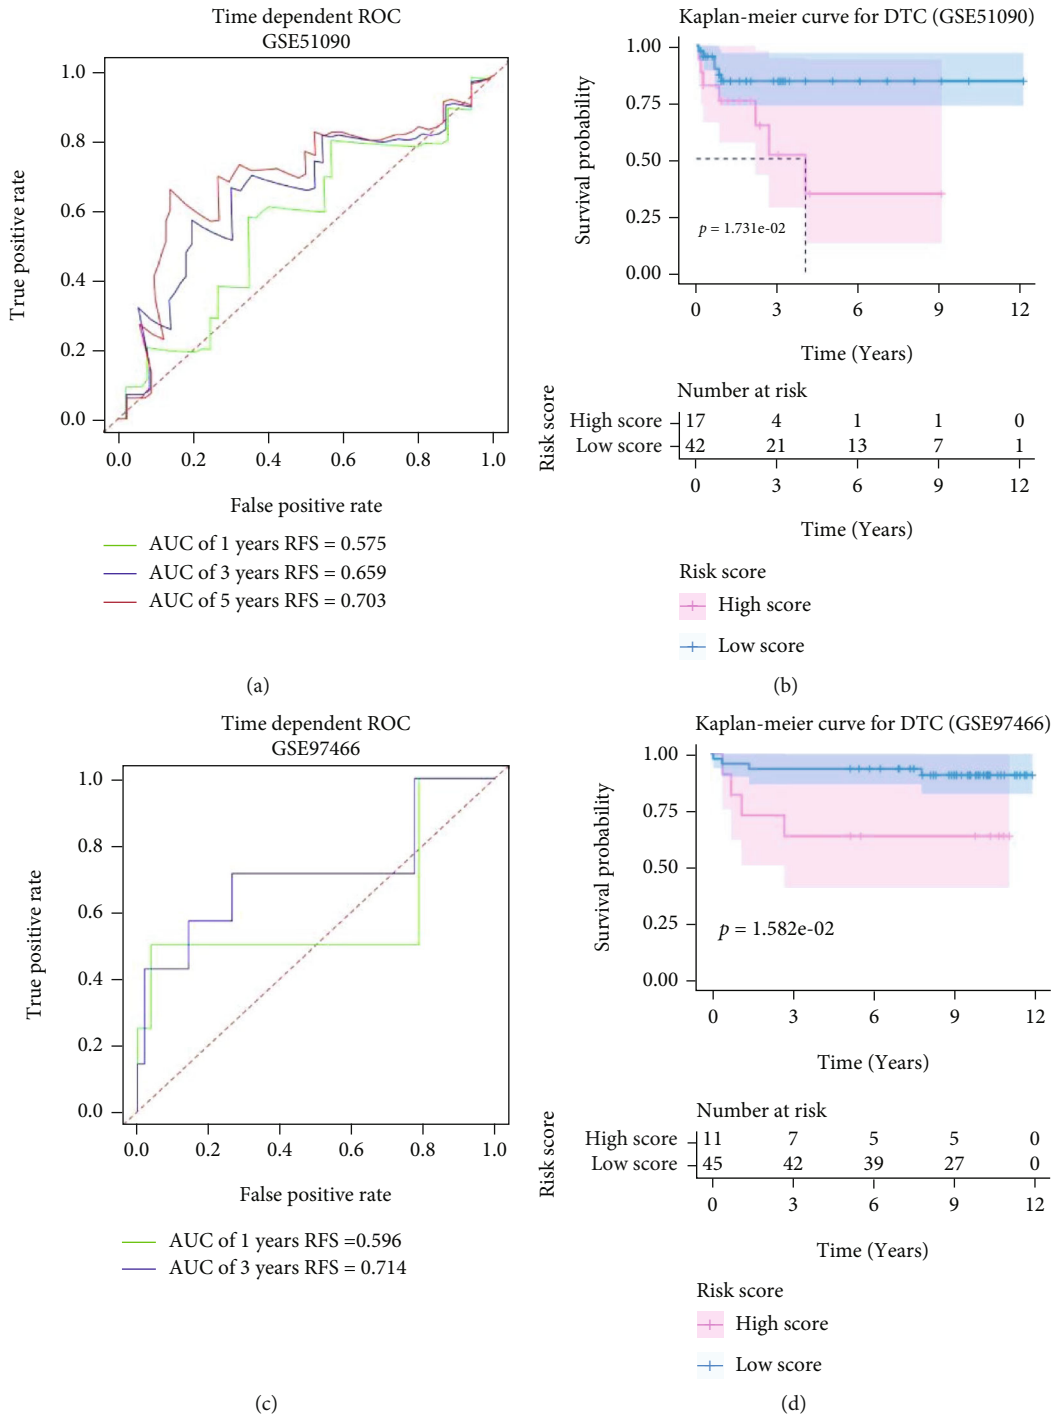 Time dependent ROC
GSE51090
True positive rate
1.0
0.8
0.6
0.4
0.2
0.0
0.0 0.2 0.4 0.6 0.8 1.0
False positive rate
AUC of 1 years RFS = 0.575
AUC of 3 years RFS = 0.659
AUC of 5 years RFS = 0.703
(a)
Kaplan-meier curve for DTC (GSE51090)
Survival probability
1.00
0.75
0.50
0.25
0.00
p = 1.731e-02
0 3 6 9 12
Time (Years)
Number at risk
Risk score
High score 17 4 1 1 0
Low score 42 21 13 7 1
0 3 6 9 12
Time (Years)
Risk score
High score
Low score
(b)
Time dependent ROC
GSE97466
True positive rate
1.0
0.8
0.6
0.4
0.2
0.0
0.0 0.2 0.4 0.6 0.8 1.0
False positive rate
AUC of 1 years RFS =0.596
AUC of 3 years RFS = 0.714
(c)
Kaplan-meier curve for DTC (GSE97466)
Survival probability
1.00
0.75
0.50
0.25
0.00
p = 1.582e-02
0 3 6 9 12
Time (Years)
Number at risk
Risk score
High score 11 7 5 5 0
Low score 45 42 39 27 0
0 3 6 9 12
Time (Years)
Risk score
High score
Low score
(d)